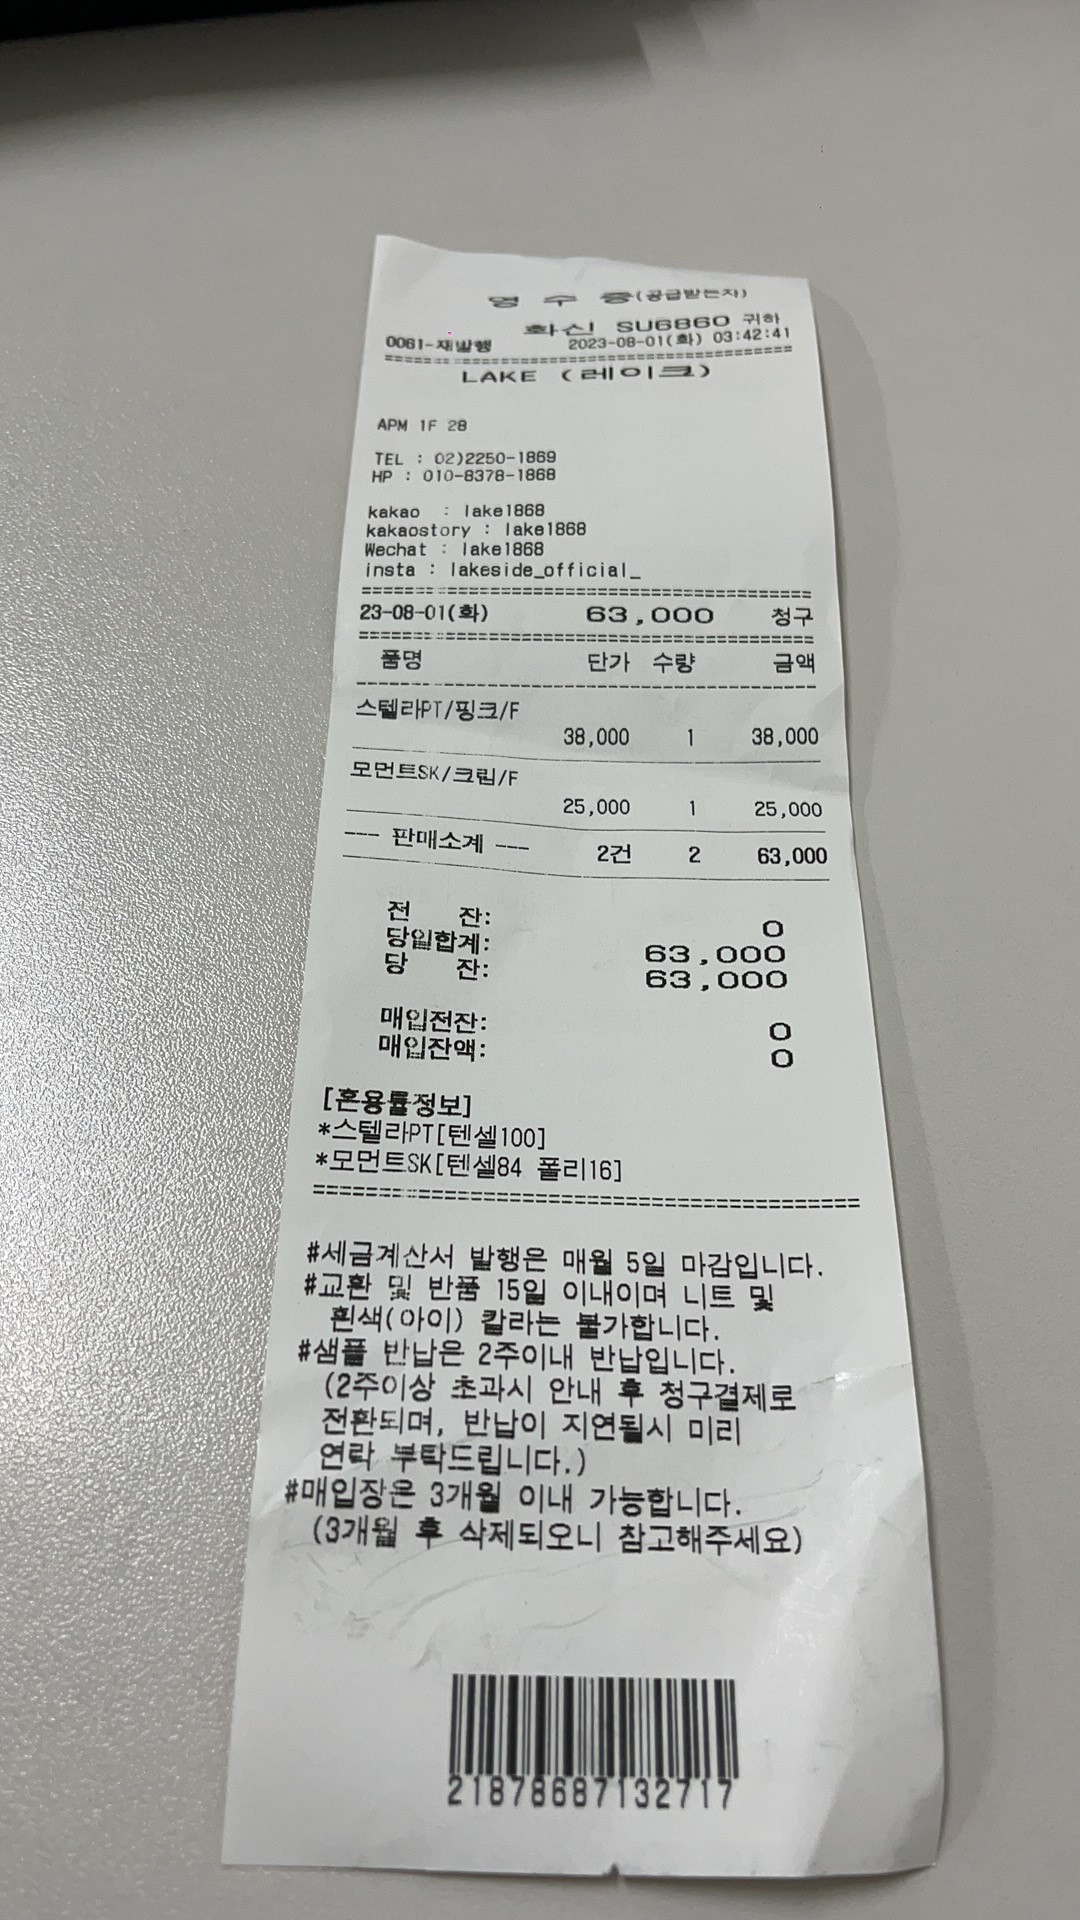 영 수 증(공급받는자)
화신 SU6860 귀하
0061-재발행 2023-08-01(화) 03:42:41
================================================
LAKE (레이크)
APM 1F 28
TEL : 02)2250-1869
HP : 010-8378-1868
kakao : lake1868
kakaostory : lake1868
Wechat : lake1868
insta : lakeside_official_
================================================
23-08-01(화) 63,000 청구
================================================
품명 단가 수량 금액
------------------------------------------------
스텔라PT/핑크/F
38,000 1 38,000
모먼트SK/크림/F
25,000 1 25,000
--- 판매소계 --- 2건 2 63,000
전 잔: 0
당일합계: 63,000
당 잔: 63,000
매입전잔: 0
매입잔액: 0
[혼용률정보]
*스텔라PT[텐셀100]
*모먼트SK[텐셀84 폴리16]
================================================
#세금계산서 발행은 매월 5일 마감입니다.
#교환 및 반품 15일 이내이며 니트 및
흰색(아이) 칼라는 불가합니다.
#샘플 반납은 2주이내 반납입니다.
(2주이상 초과시 안내 후 청구결제로
전환되며, 반납이 지연될시 미리
연락 부탁드립니다.)
#매입장은 3개월 이내 가능합니다.
(3개월 후 삭제되오니 참고해주세요)
21878687132717